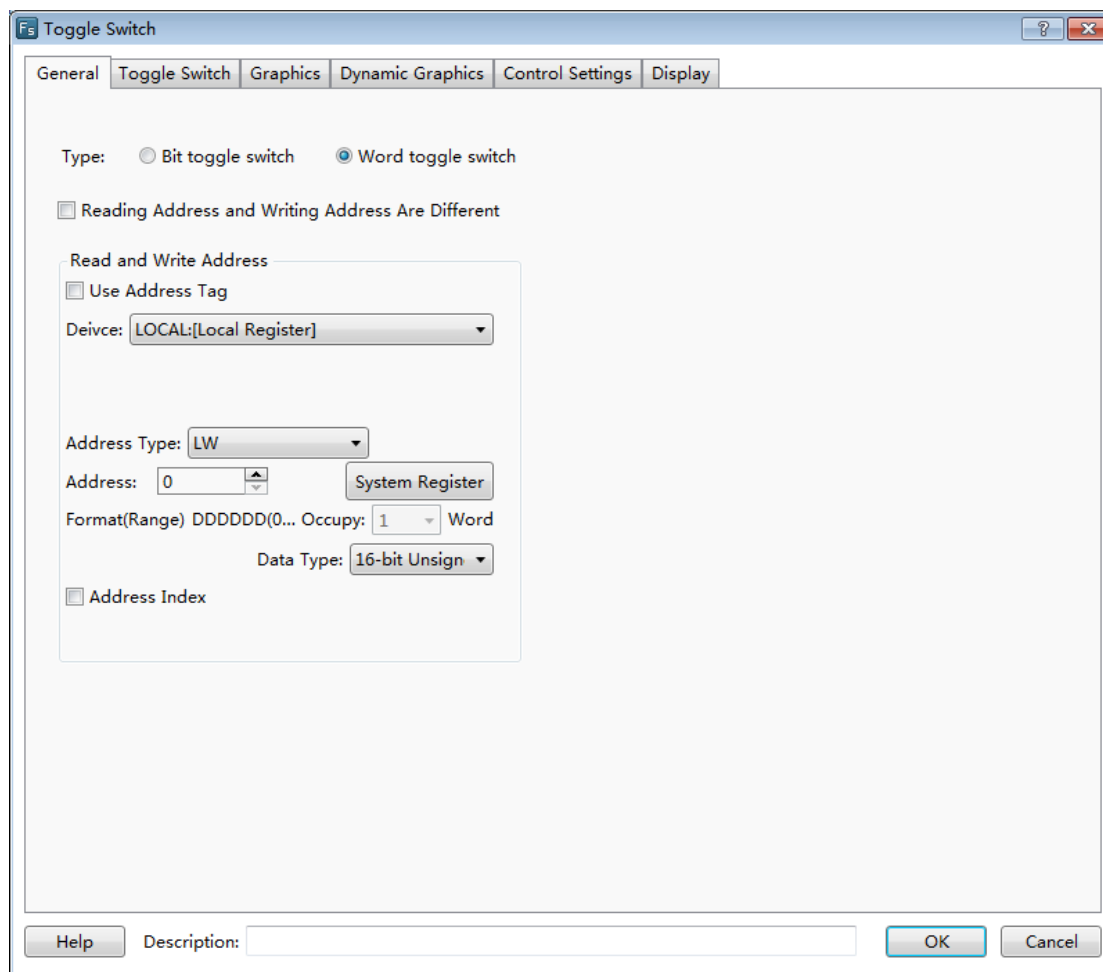 Fs Toggle Switch ?
General Toggle Switch Graphics Dynamic Graphics Control Settings Display
Type: Bit toggle switch Word toggle switch
Reading Address and Writing Address Are Different
Read and Write Address
Use Address Tag
Deivce: LOCAL:[Local Register]
Address Type: LW
Address: 0 System Register
Format(Range) DDDDDD(0... Occupy: 1 Word
Data Type: 16-bit Unsign
Address Index
Help Description: OK Cancel